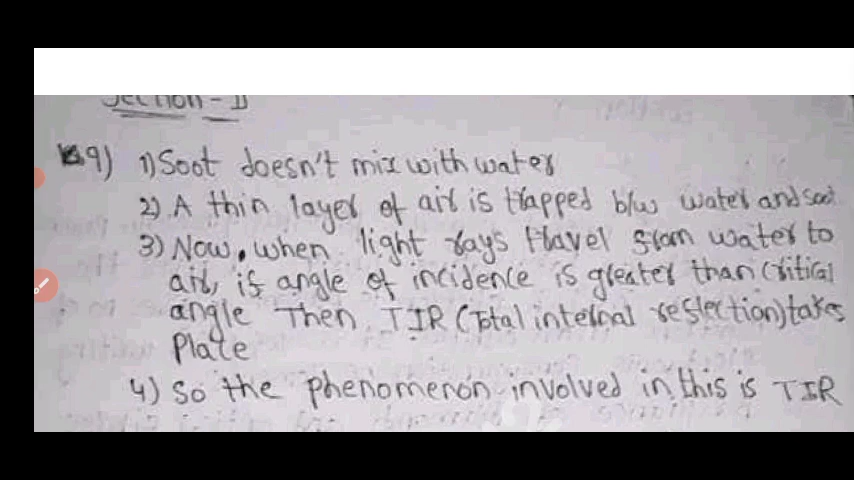 Section - II
9) 1) Soot doesn't mix with water
2) A thin layer of air is trapped b/w water and soot
3) Now, when light rays travel from water to
air, if angle of incidence is greater than critical
angle Then TIR (Total internal reflection) takes
Place
4) So the phenomenon involved in this is TIR